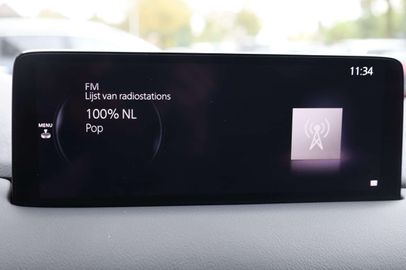 11:34
FM
Lijst van radiostations
100% NL
Pop
MENU